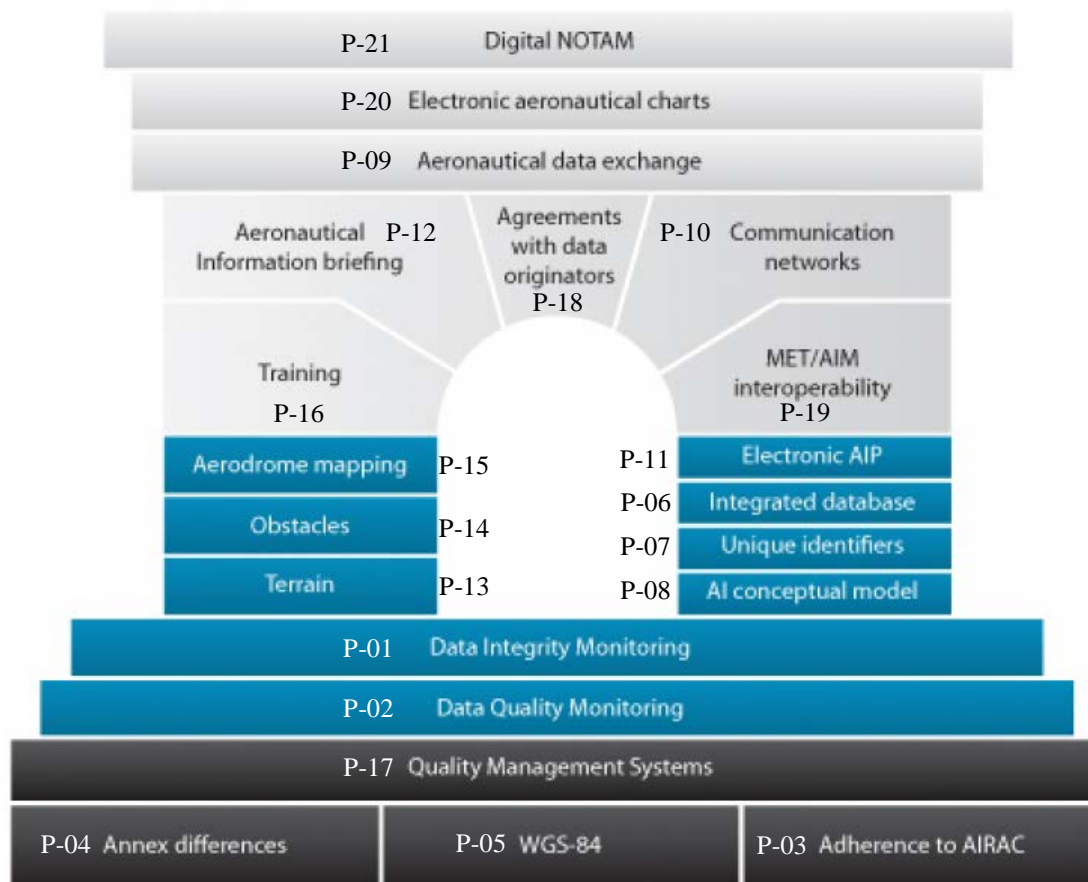 P-21 Digital NOTAM
P-20 Electronic aeronautical charts
P-09 Aeronautical data exchange
Aeronautical P-12
Information briefing
Agreements
with data
originators
P-18
P-10 Communication
networks
Training
P-16
MET/AIM
interoperability
P-19
Aerodrome mapping P-15
Obstacles P-14
Terrain P-13
P-11 Electronic AIP
P-06 Integrated database
P-07 Unique identifiers
P-08 AI conceptual model
P-01 Data Integrity Monitoring
P-02 Data Quality Monitoring
P-17 Quality Management Systems
P-04 Annex differences
P-05 WGS-84
P-03 Adherence to AIRAC